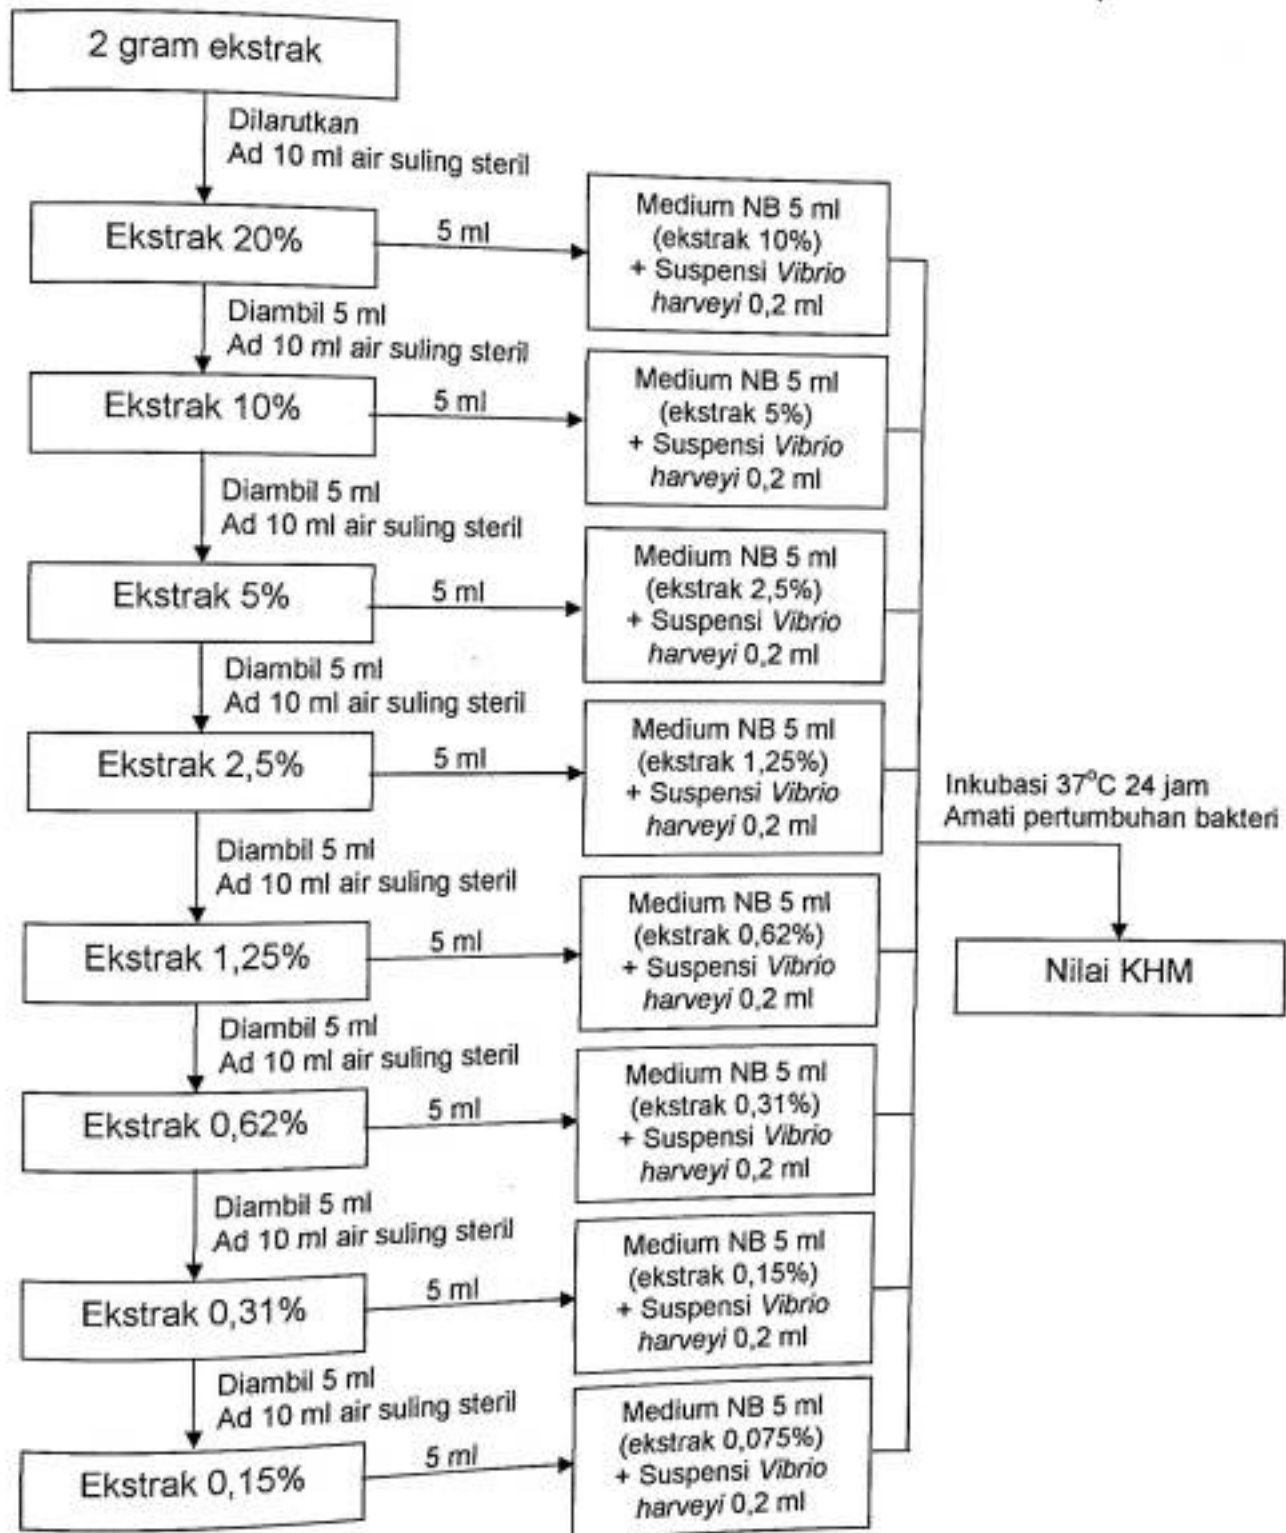 2 gram ekstrak
Dilarutkan
Ad 10 ml air suling steril
Ekstrak 20%
5 ml
Medium NB 5 ml
(ekstrak 10%)
+ Suspensi Vibrio
harveyi 0,2 ml
Diambil 5 ml
Ad 10 ml air suling steril
Ekstrak 10%
5 ml
Medium NB 5 ml
(ekstrak 5%)
+ Suspensi Vibrio
harveyi 0,2 ml
Diambil 5 ml
Ad 10 ml air suling steril
Ekstrak 5%
5 ml
Medium NB 5 ml
(ekstrak 2,5%)
+ Suspensi Vibrio
harveyi 0,2 ml
Diambil 5 ml
Ad 10 ml air suling steril
Ekstrak 2,5%
5 ml
Medium NB 5 ml
(ekstrak 1,25%)
+ Suspensi Vibrio
harveyi 0,2 ml
Diambil 5 ml
Ad 10 ml air suling steril
Ekstrak 1,25%
5 ml
Medium NB 5 ml
(ekstrak 0,62%)
+ Suspensi Vibrio
harveyi 0,2 ml
Diambil 5 ml
Ad 10 ml air suling steril
Ekstrak 0,62%
5 ml
Medium NB 5 ml
(ekstrak 0,31%)
+ Suspensi Vibrio
harveyi 0,2 ml
Diambil 5 ml
Ad 10 ml air suling steril
Ekstrak 0,31%
5 ml
Medium NB 5 ml
(ekstrak 0,15%)
+ Suspensi Vibrio
harveyi 0,2 ml
Diambil 5 ml
Ad 10 ml air suling steril
Ekstrak 0,15%
5 ml
Medium NB 5 ml
(ekstrak 0,075%)
+ Suspensi Vibrio
harveyi 0,2 ml
Inkubasi 37°C 24 jam
Amati pertumbuhan bakteri
Nilai KHM